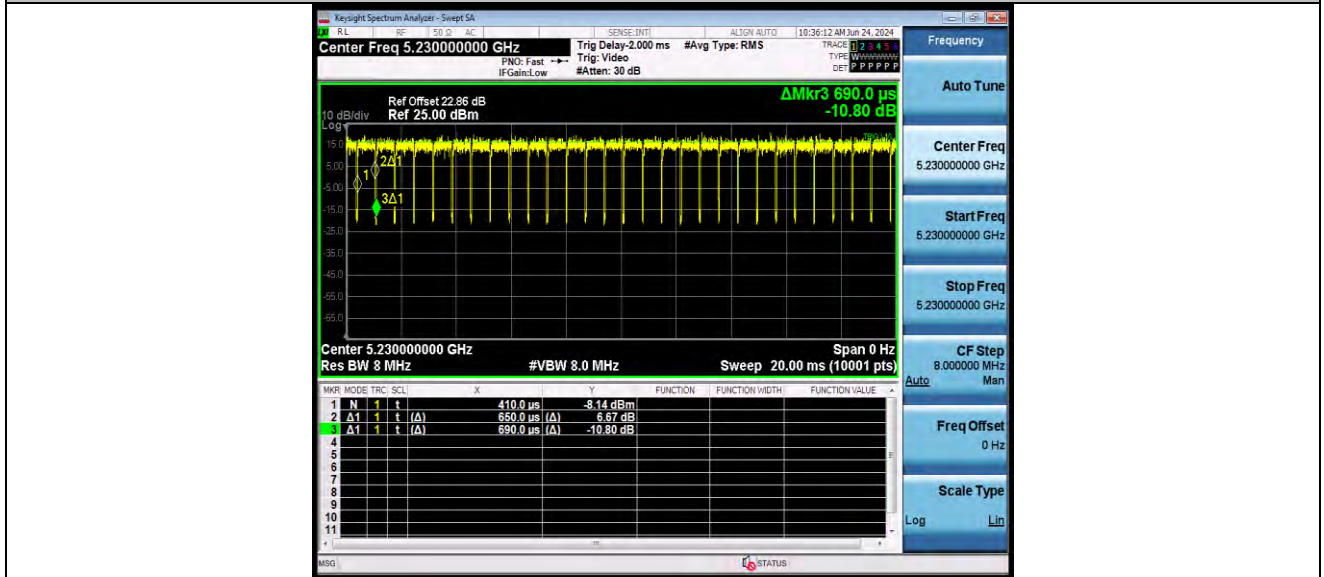 Keysight Spectrum Analyzer - Swept SA
RL RF 50 Ω AC SENSE:INT ALIGN AUTO 10:36:12 AM Jun 24, 2024
Center Freq 5.230000000 GHz Trig Delay-2.000 ms #Avg Type: RMS TRACE 1 2 3 4 5 6
PNO: Fast Trig: Video TYPE WWWWWW
IFGain:Low #Atten: 30 dB DET P P P P P P
Frequency
ΔMkr3 690.0 µs
-10.80 dB
Ref Offset 22.86 dB
10 dB/div Ref 25.00 dBm
Log
15.0
5.00
-5.00
-15.0
-25.0
-35.0
-45.0
-55.0
-65.0
1
2Δ1
3Δ1
Center 5.230000000 GHz Span 0 Hz
Res BW 8 MHz #VBW 8.0 MHz Sweep 20.00 ms (10001 pts)
MKR MODE TRC SCL X Y FUNCTION FUNCTION WIDTH FUNCTION VALUE
1 N 1 t 410.0 µs -8.14 dBm
2 Δ1 1 t (Δ) 650.0 µs (Δ) 6.67 dB
3 Δ1 1 t (Δ) 690.0 µs (Δ) -10.80 dB
4
5
6
7
8
9
10
11
MSG STATUS
Auto Tune
Center Freq
5.230000000 GHz
Start Freq
5.230000000 GHz
Stop Freq
5.230000000 GHz
CF Step
8.000000 MHz
Auto Man
Freq Offset
0 Hz
Scale Type
Log Lin